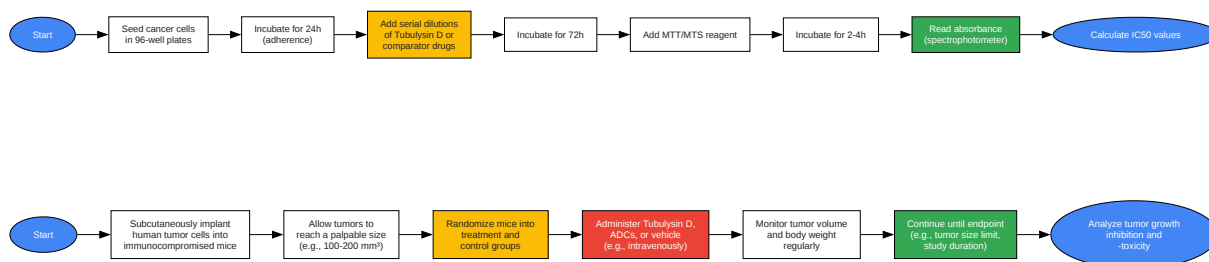 Start
Seed cancer cells
in 96-well plates
Incubate for 24h
(adherence)
Add serial dilutions
of Tubulysin D or
comparator drugs
Incubate for 72h
Add MTT/MTS reagent
Incubate for 2-4h
Read absorbance
(spectrophotometer)
Calculate IC50 values
Start
Subcutaneously implant
human tumor cells into
immunocompromised mice
Allow tumors to
reach a palpable size
(e.g., 100-200 mm³)
Randomize mice into
treatment and
control groups
Administer Tubulysin D,
ADCs, or vehicle
(e.g., intravenously)
Monitor tumor volume
and body weight
regularly
Continue until endpoint
(e.g., tumor size limit,
study duration)
Analyze tumor growth
inhibition and
-toxicity